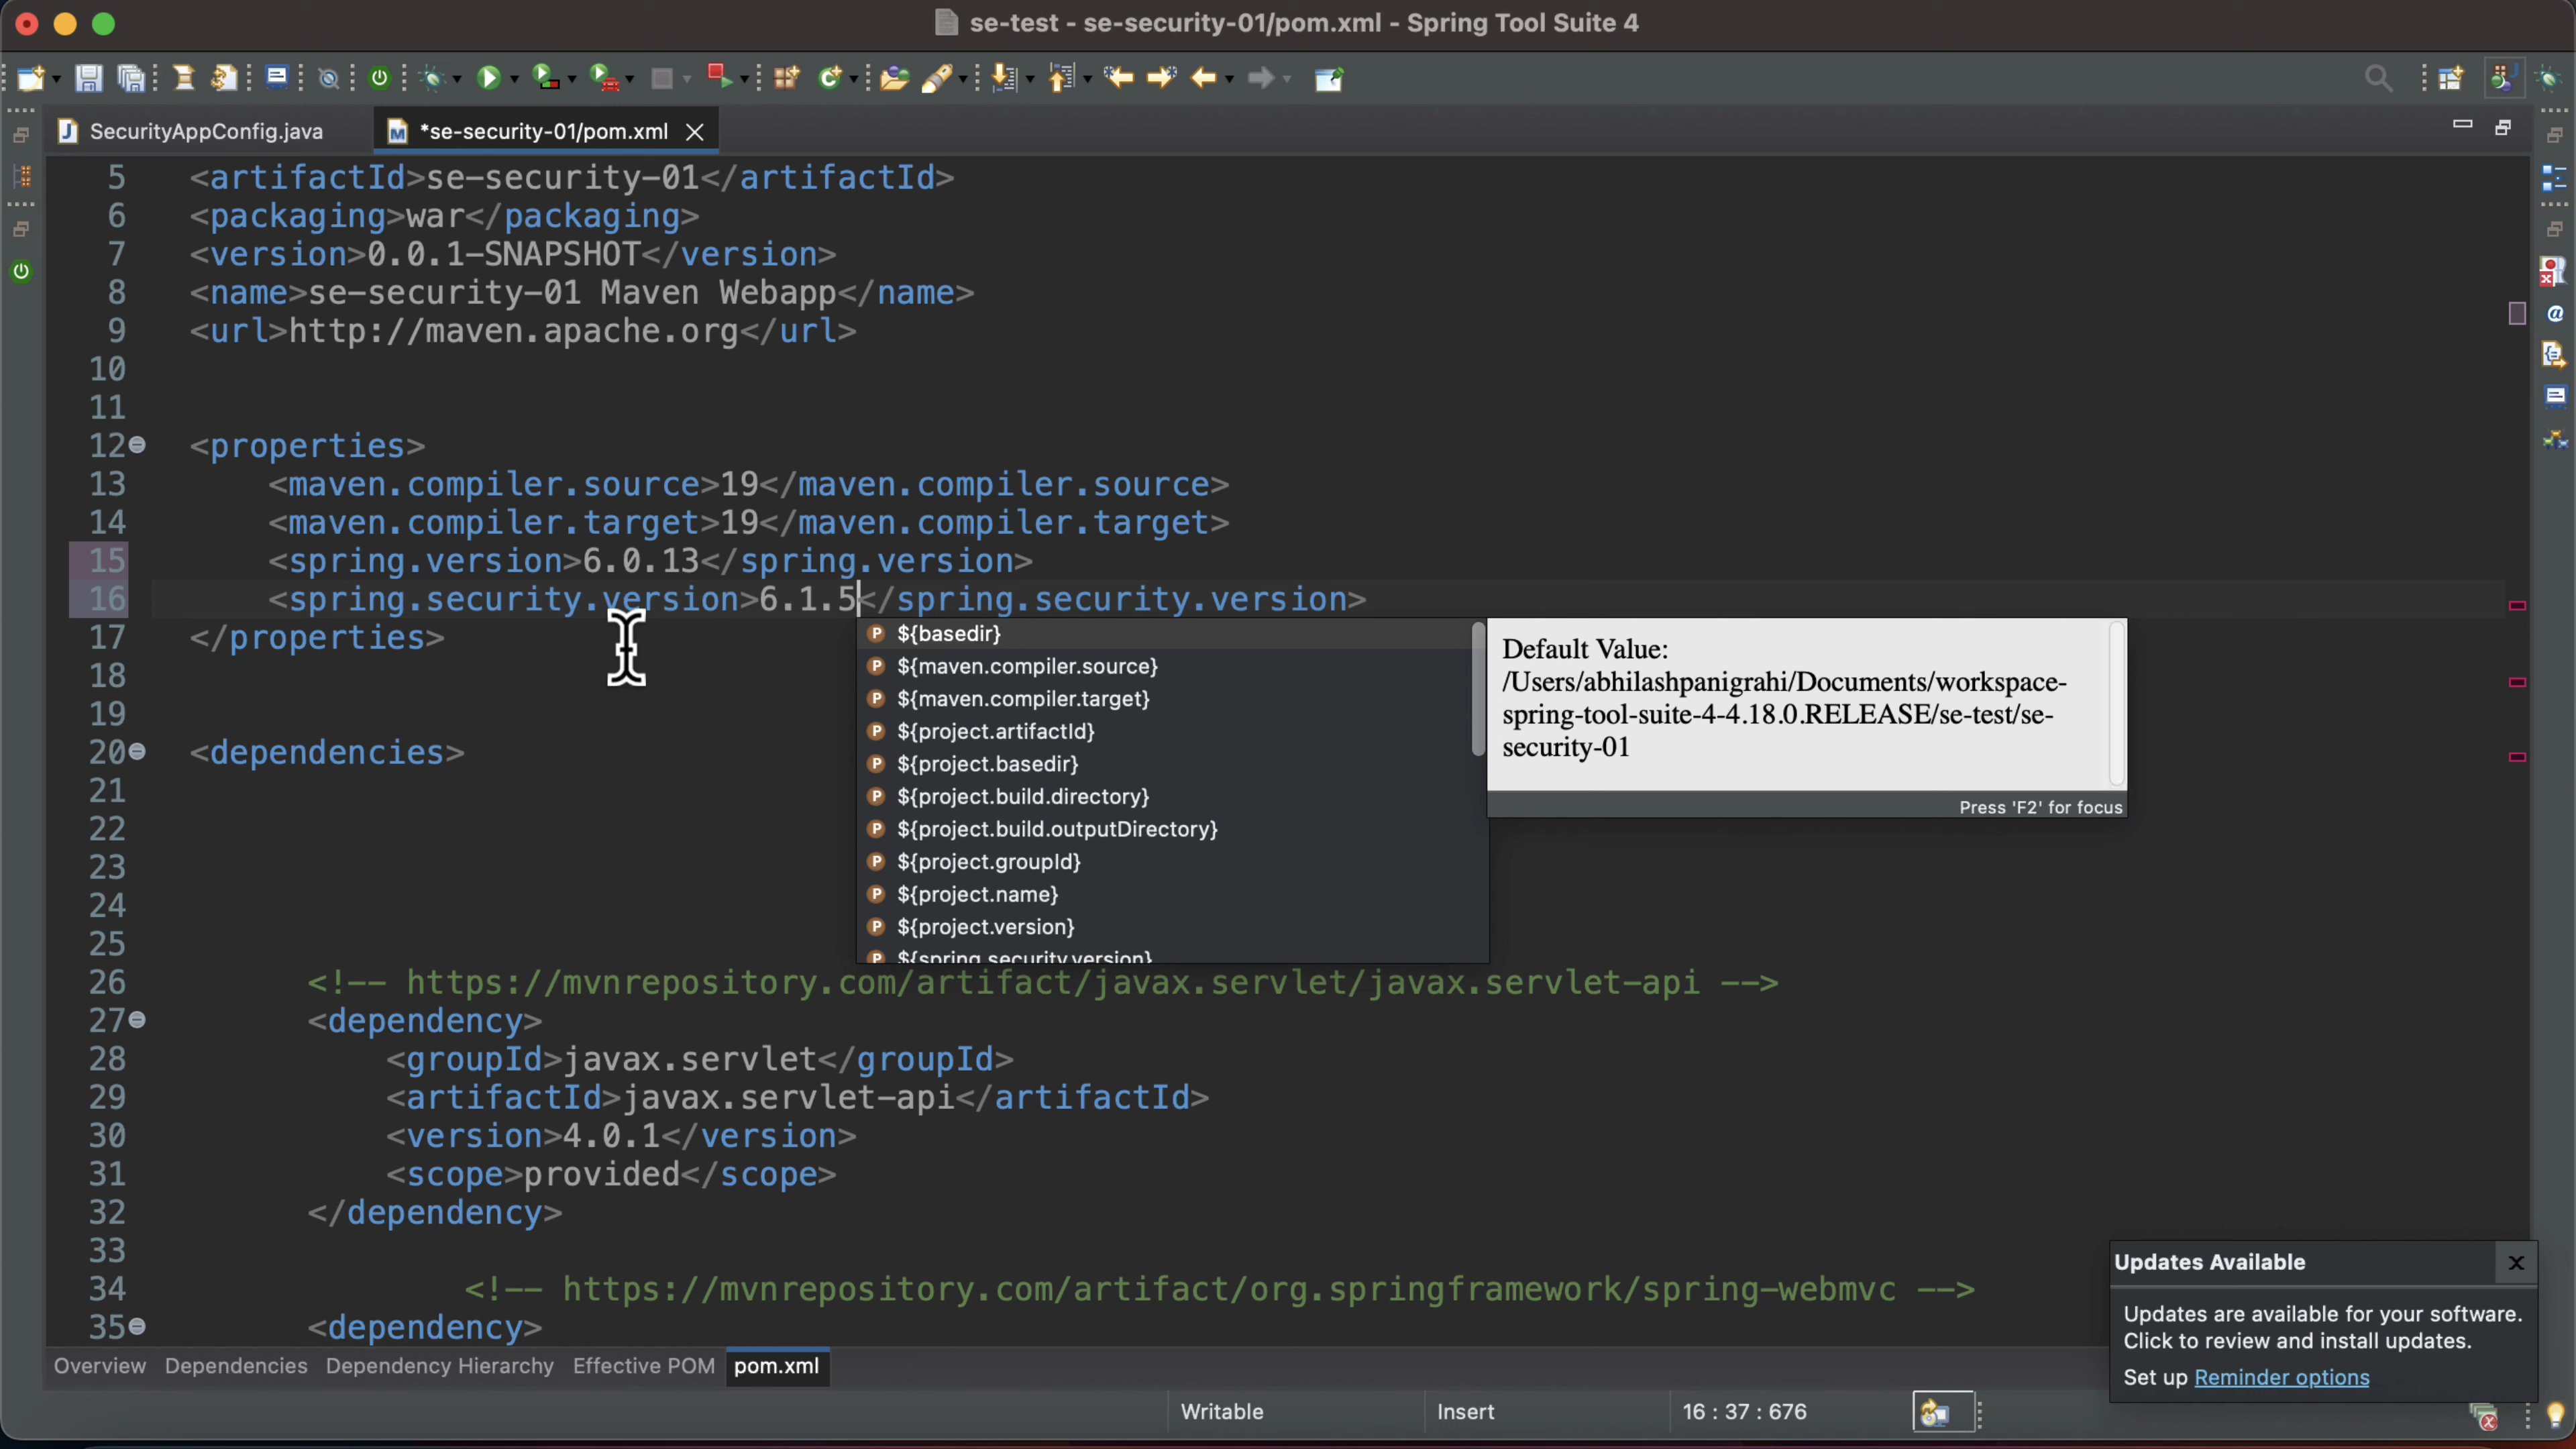 se-test - se-security-01/pom.xml - Spring Tool Suite 4
SecurityAppConfig.java
*se-security-01/pom.xml
5 <artifactId>se-security-01</artifactId>
6 <packaging>war</packaging>
7 <version>0.0.1-SNAPSHOT</version>
8 <name>se-security-01 Maven Webapp</name>
9 <url>http://maven.apache.org</url>
10
11
12 <properties>
13 <maven.compiler.source>19</maven.compiler.source>
14 <maven.compiler.target>19</maven.compiler.target>
15 <spring.version>6.0.13</spring.version>
16 <spring.security.version>6.1.5</spring.security.version>
17 </properties>
18
19
20 <dependencies>
21
22
23
24
25
26 <!-- https://mvnrepository.com/artifact/javax.servlet/javax.servlet-api -->
27 <dependency>
28 <groupId>javax.servlet</groupId>
29 <artifactId>javax.servlet-api</artifactId>
30 <version>4.0.1</version>
31 <scope>provided</scope>
32 </dependency>
33
34 <!-- https://mvnrepository.com/artifact/org.springframework/spring-webmvc -->
35 <dependency>
${basedir}
${maven.compiler.source}
${maven.compiler.target}
${project.artifactId}
${project.basedir}
${project.build.directory}
${project.build.outputDirectory}
${project.groupId}
${project.name}
${project.version}
${spring.security.version}
Default Value:
/Users/abhilashpanigrahi/Documents/workspace-
spring-tool-suite-4-4.18.0.RELEASE/se-test/se-
security-01
Press 'F2' for focus
Updates Available
Updates are available for your software.
Click to review and install updates.
Set up Reminder options
Overview Dependencies Dependency Hierarchy Effective POM pom.xml
Writable Insert 16 : 37 : 676